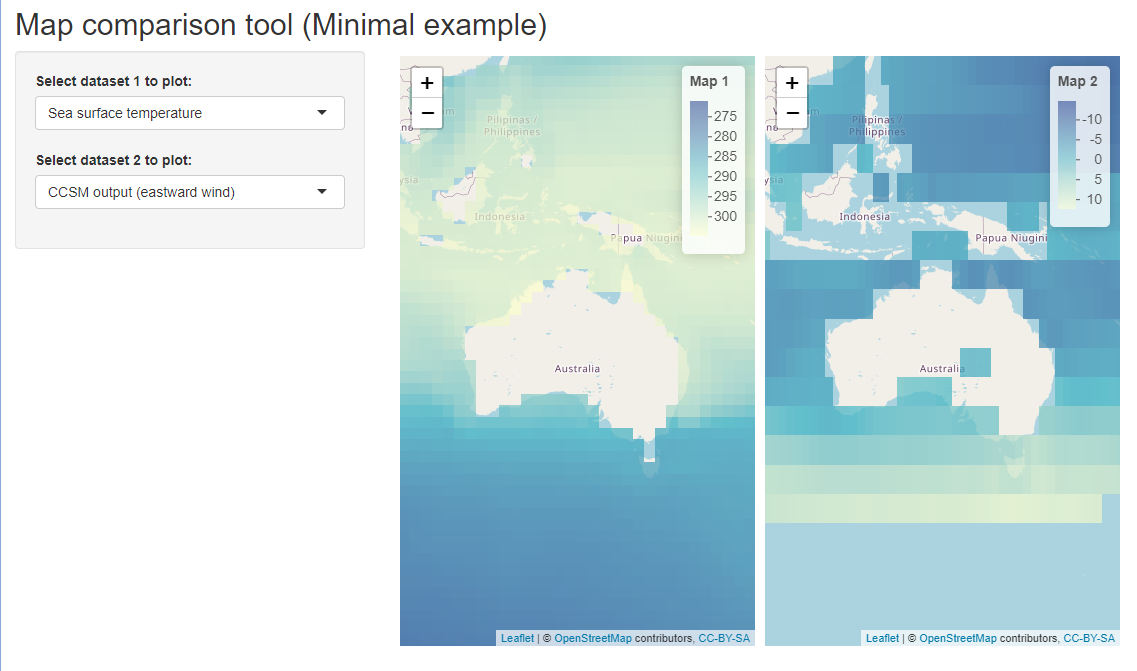 Map comparison tool (Minimal example)
Select dataset 1 to plot:
Sea surface temperature
Select dataset 2 to plot:
CCSM output (eastward wind)
+
−
Map 1
275
280
285
290
295
300
Pilipinas /
Philippines
ysia
Indonesia
Papua Niugini
Australia
Leaflet | © OpenStreetMap contributors, CC-BY-SA
+
−
Map 2
-10
-5
0
5
10
Pilipinas /
Philippines
ysia
Indonesia
Papua Niugini
Australia
Leaflet | © OpenStreetMap contributors, CC-BY-SA